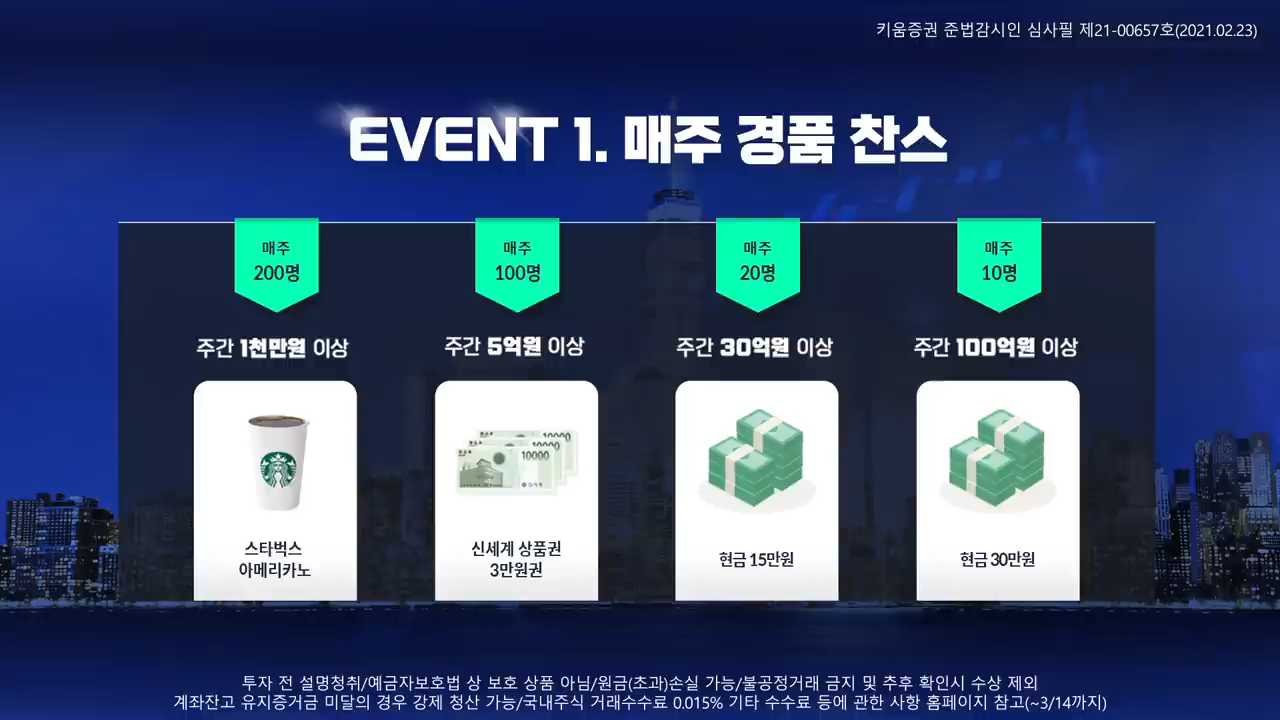 키움증권 준법감시인 심사필 제21-00657호(2021.02.23)
EVENT 1. 매주 경품 찬스
매주
200명
주간 1천만원 이상
스타벅스
아메리카노
매주
100명
주간 5억원 이상
10000
10000
10000
신세계 상품권
3만원권
매주
20명
주간 30억원 이상
현금 15만원
매주
10명
주간 100억원 이상
현금 30만원
투자 전 설명청취/예금자보호법 상 보호 상품 아님/원금(초과)손실 가능/불공정거래 금지 및 추후 확인시 수상 제외
계좌잔고 유지증거금 미달의 경우 강제 청산 가능/국내주식 거래수수료 0.015% 기타 수수료 등에 관한 사항 홈페이지 참고(~3/14까지)